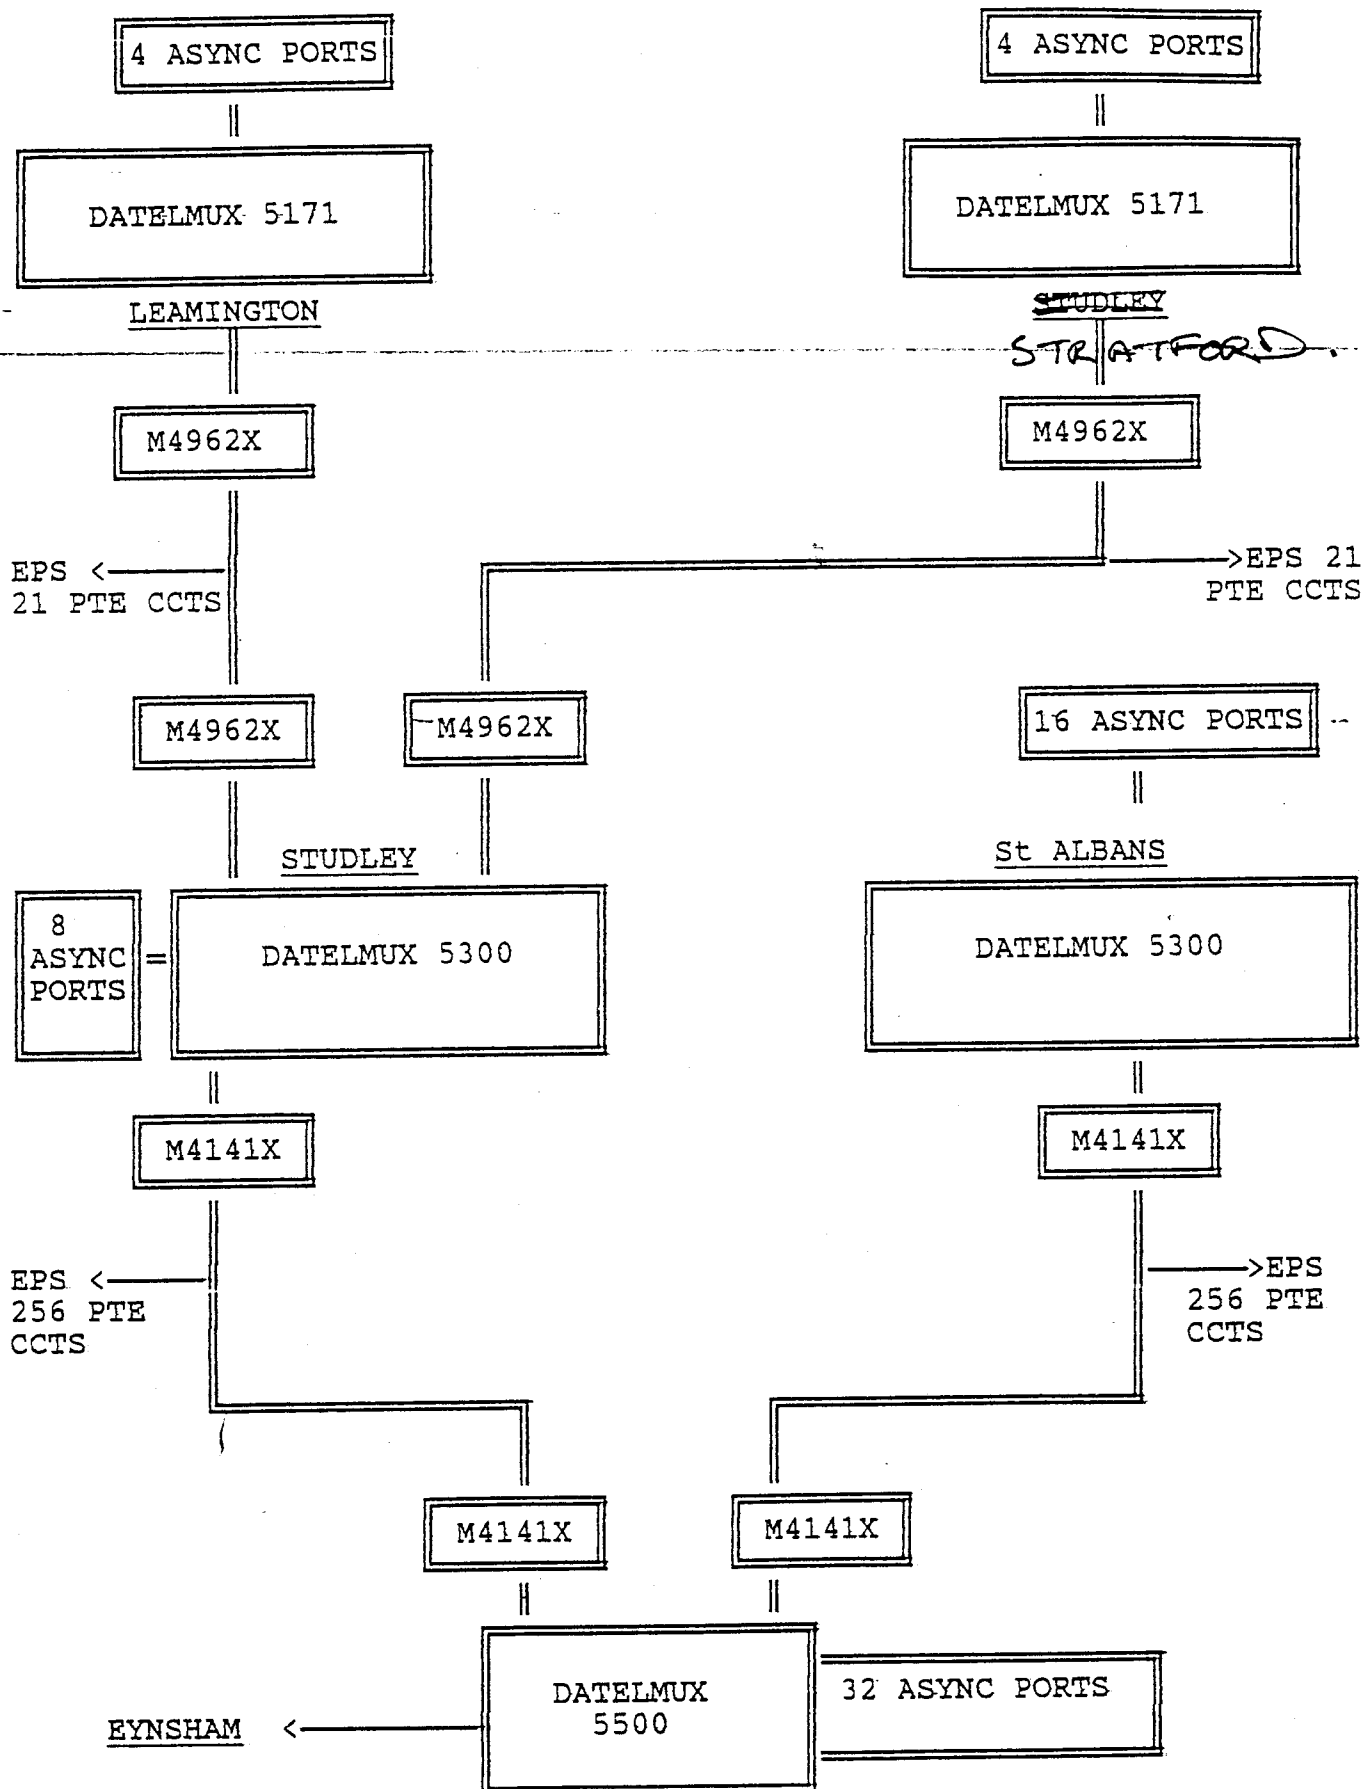 4 ASYNC PORTS
4 ASYNC PORTS
DATELMUX 5171
DATELMUX 5171
LEAMINGTON
STUDLEY
STRATFORD.
M4962X
M4962X
EPS <
21 PTE CCTS
>EPS 21
PTE CCTS
M4962X
M4962X
16 ASYNC PORTS
STUDLEY
St ALBANS
8
ASYNC
PORTS
=
DATELMUX 5300
DATELMUX 5300
M4141X
M4141X
EPS <
256 PTE
CCTS
>EPS
256 PTE
CCTS
M4141X
M4141X
DATELMUX
5500
32 ASYNC PORTS
EYNSHAM <